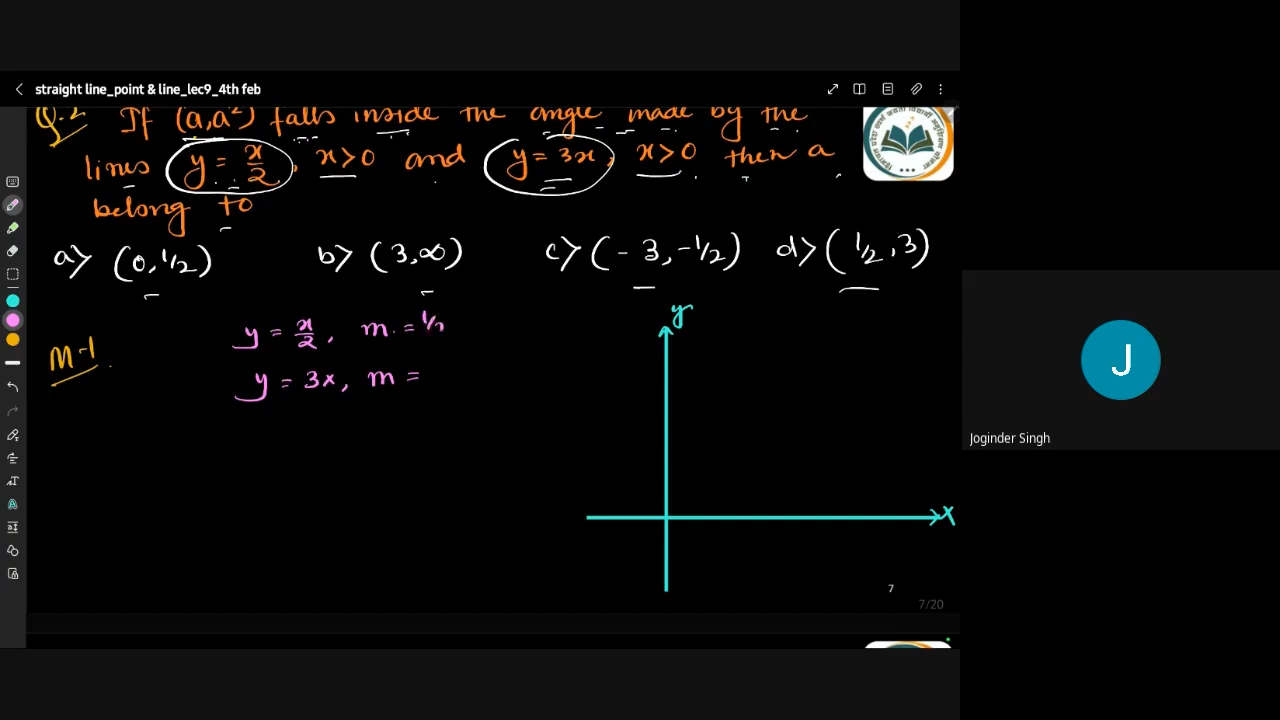 straight line_point & line_lec9_4th feb
Q.2 If (a,a²) falls inside the angle made by the
lines y = x/2, x>0 and y = 3x, x>0 then a
belong to
a> (0,1/2) b> (3,∞) c> (-3,-1/2) d> (1/2,3)
y
M-1 y = x/2, m = 1/2
y = 3x, m =
X
7
7/20
J
Joginder Singh